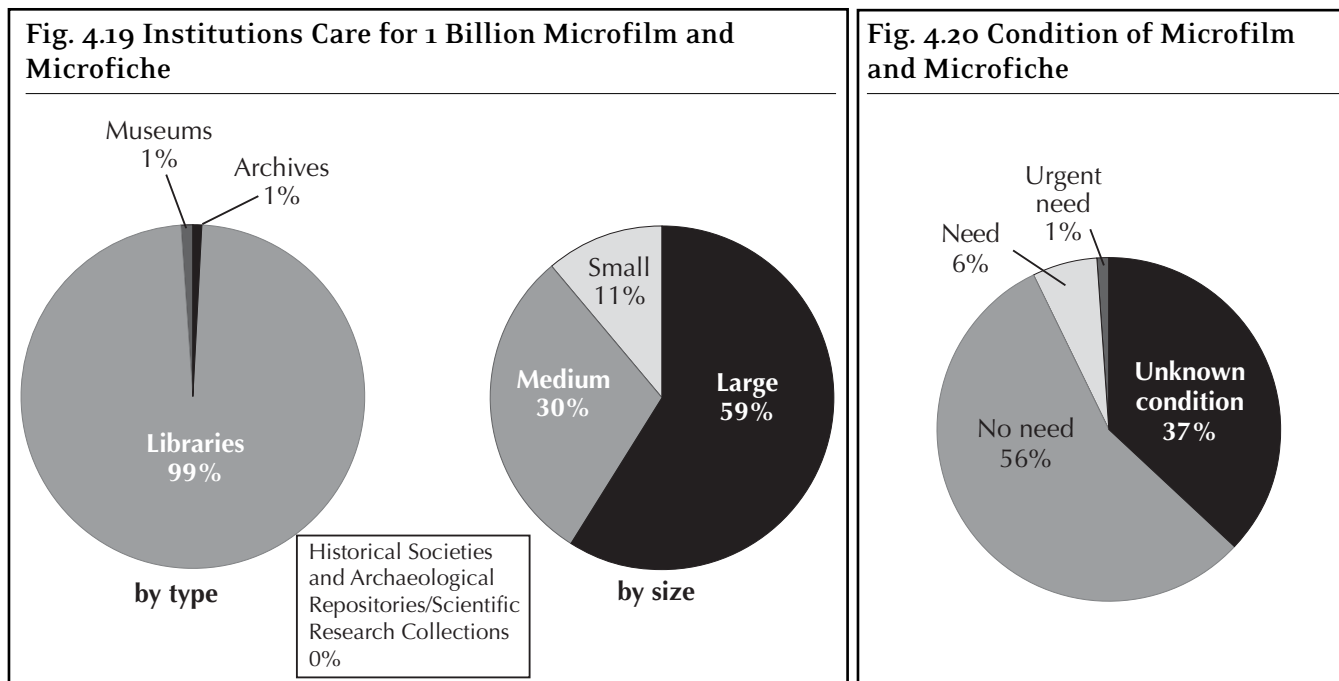 Fig. 4.19 Institutions Care for 1 Billion Microfilm and
Microfiche
Museums
1%
Archives
1%
Libraries
99%
by type
Historical Societies
and Archaeological
Repositories/Scientific
Research Collections
0%
Small
11%
Medium
30%
Large
59%
by size
Fig. 4.20 Condition of Microfilm
and Microfiche
Urgent
need
1%
Need
6%
No need
56%
Unknown
condition
37%